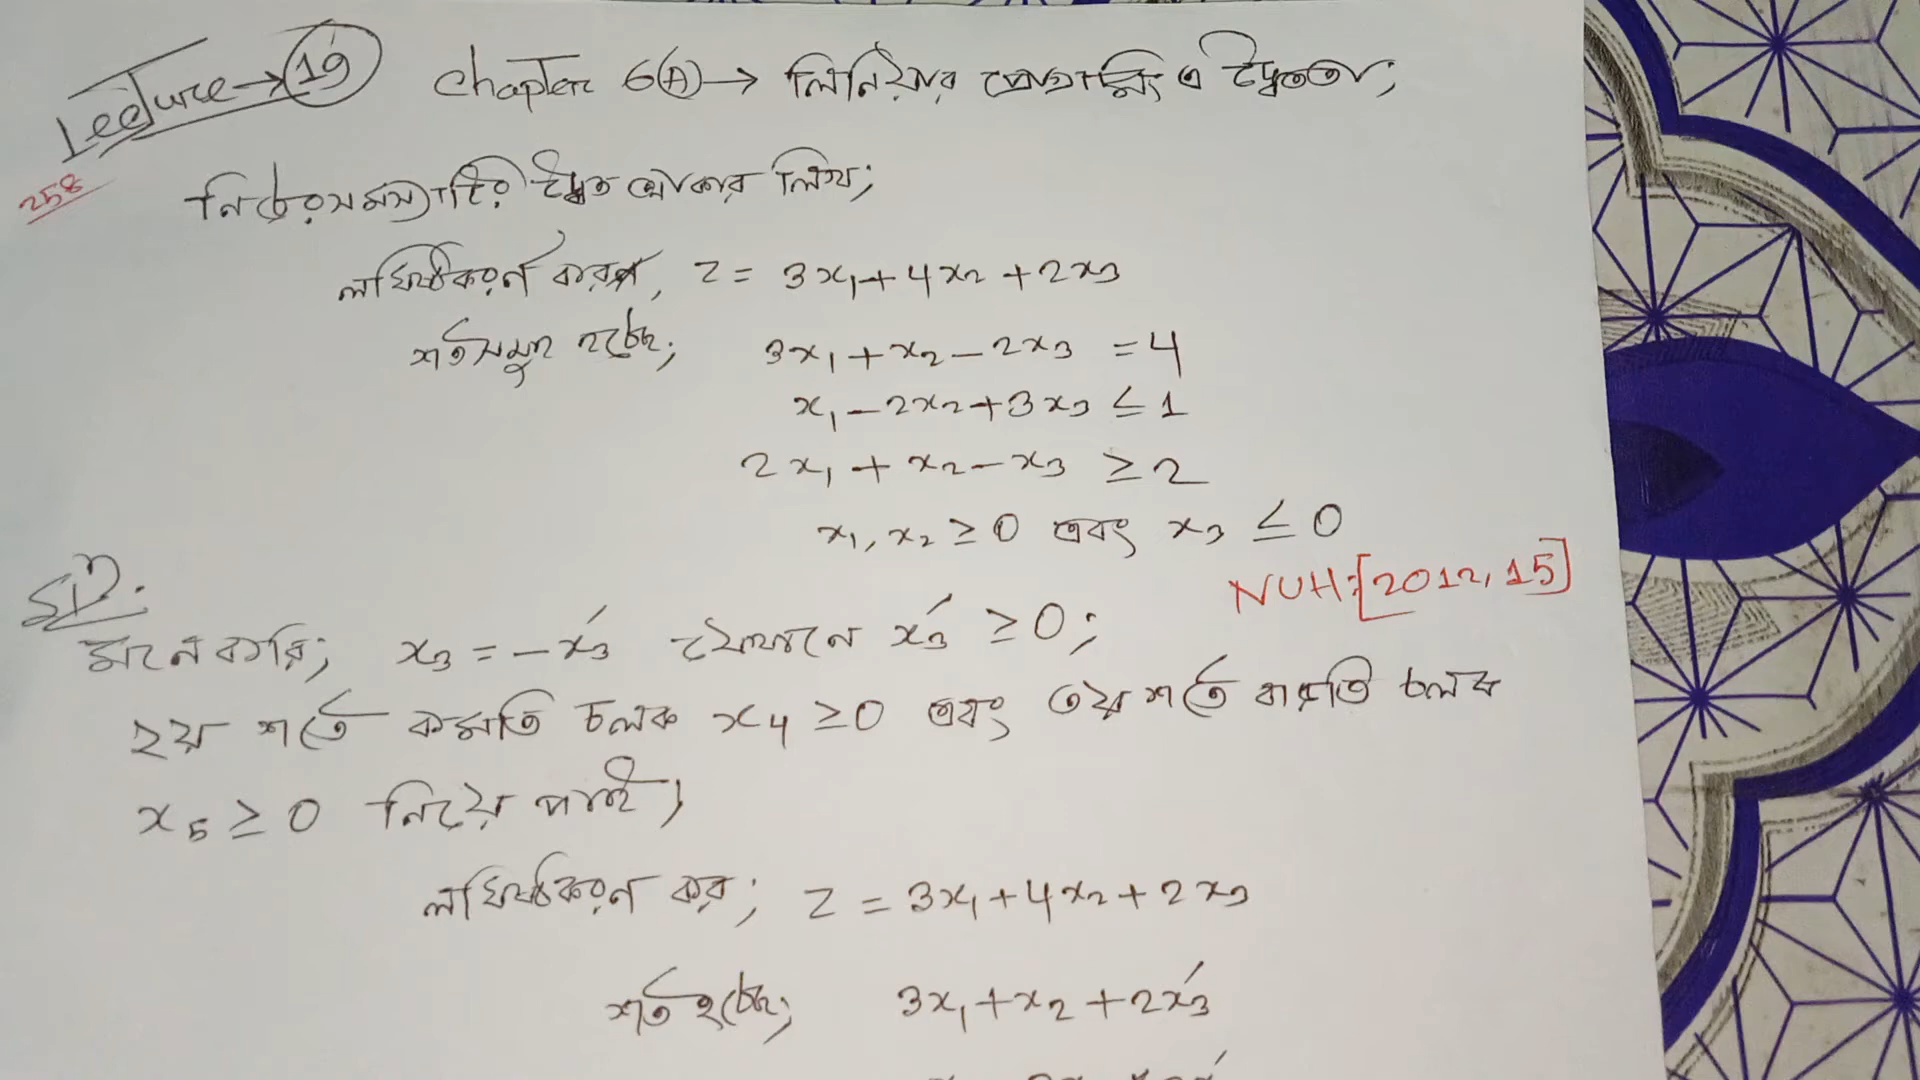 Lecture → 19 Chapter 6(A) → লিনিয়ার প্রোগ্রামিং এ দ্বৈততা;
258
নিচের সমস্যাটির দ্বৈত আকার লিখ;
লঘিষ্ঠকরণ কর, z = 3x₁ + 4x₂ + 2x₃
শর্তসমুহ হচ্ছে; 3x₁ + x₂ - 2x₃ = 4
x₁ - 2x₂ + 3x₃ ≤ 1
2x₁ + x₂ - x₃ ≥ 2
x₁, x₂ ≥ 0 এবং x₃ ≤ 0
NUH:[2012, 15]
মনে করি; x₃ = -x₃′ যেখানে x₃′ ≥ 0;
২য় শর্তে কমতি চলক x₄ ≥ 0 এবং ৩য় শর্তে বাড়তি চলক
x₅ ≥ 0 নিয়ে পাই;
লঘিষ্ঠকরণ কর; z = 3x₁ + 4x₂ + 2x₃
শর্ত হচ্ছে; 3x₁ + x₂ + 2x₃′